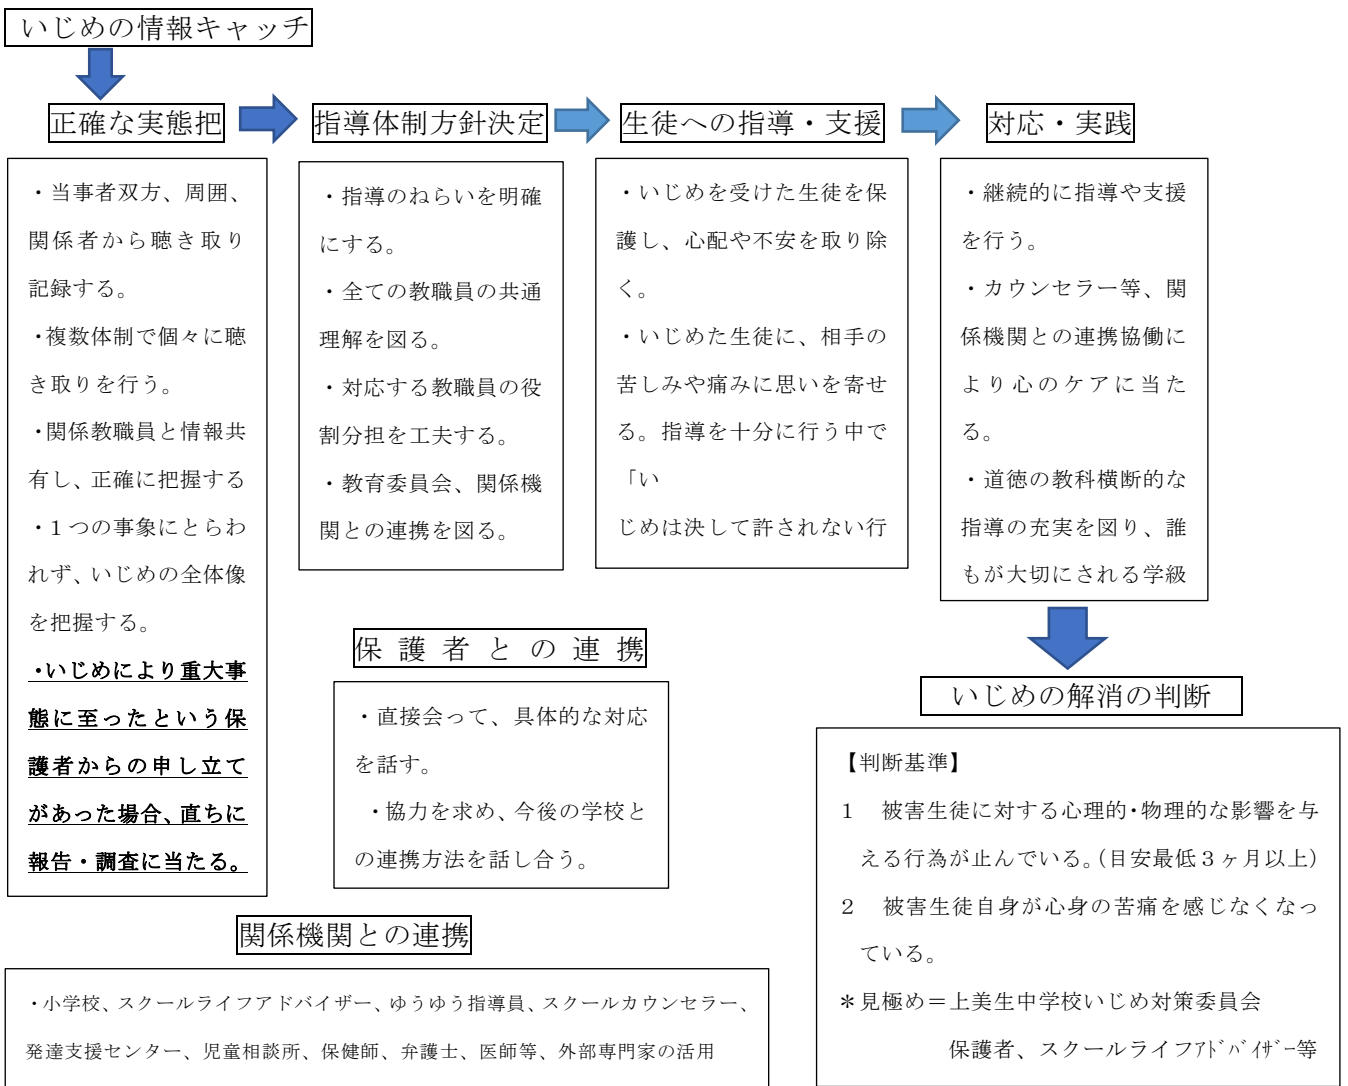 いじめの情報キャッチ
正確な実態把
指導体制方針決定
生徒への指導・支援
対応・実践
・当事者双方、周囲、
関係者から聴き取り
記録する。
・複数体制で個々に聴
き取りを行う。
・関係教職員と情報共
有し、正確に把握する
・１つの事象にとらわ
れず、いじめの全体像
を把握する。
・いじめにより重大事
態に至ったという保
護者からの申し立て
があった場合、直ちに
報告・調査に当たる。
・指導のねらいを明確
にする。
・全ての教職員の共通
理解を図る。
・対応する教職員の役
割分担を工夫する。
・教育委員会、関係機
関との連携を図る。
・いじめを受けた生徒を保
護し、心配や不安を取り除
く。
・いじめた生徒に、相手の
苦しみや痛みに思いを寄せ
る。指導を十分に行う中で
「い
じめは決して許されない行
・継続的に指導や支援
を行う。
・カウンセラー等、関
係機関との連携協働に
より心のケアに当た
る。
・道徳の教科横断的な
指導の充実を図り、誰
もが大切にされる学級
保護者との連携
・直接会って、具体的な対応
を話す。
・協力を求め、今後の学校と
の連携方法を話し合う。
いじめの解消の判断
【判断基準】
１　被害生徒に対する心理的・物理的な影響を与
える行為が止んでいる。（目安最低３ヶ月以上）
２　被害生徒自身が心身の苦痛を感じなくなっ
ている。
＊見極め＝上美生中学校いじめ対策委員会
保護者、スクールライフｱﾄﾞﾊﾞｲｻﾞｰ等
関係機関との連携
・小学校、スクールライフアドバイザー、ゆうゆう指導員、スクールカウンセラー、
発達支援センター、児童相談所、保健師、弁護士、医師等、外部専門家の活用